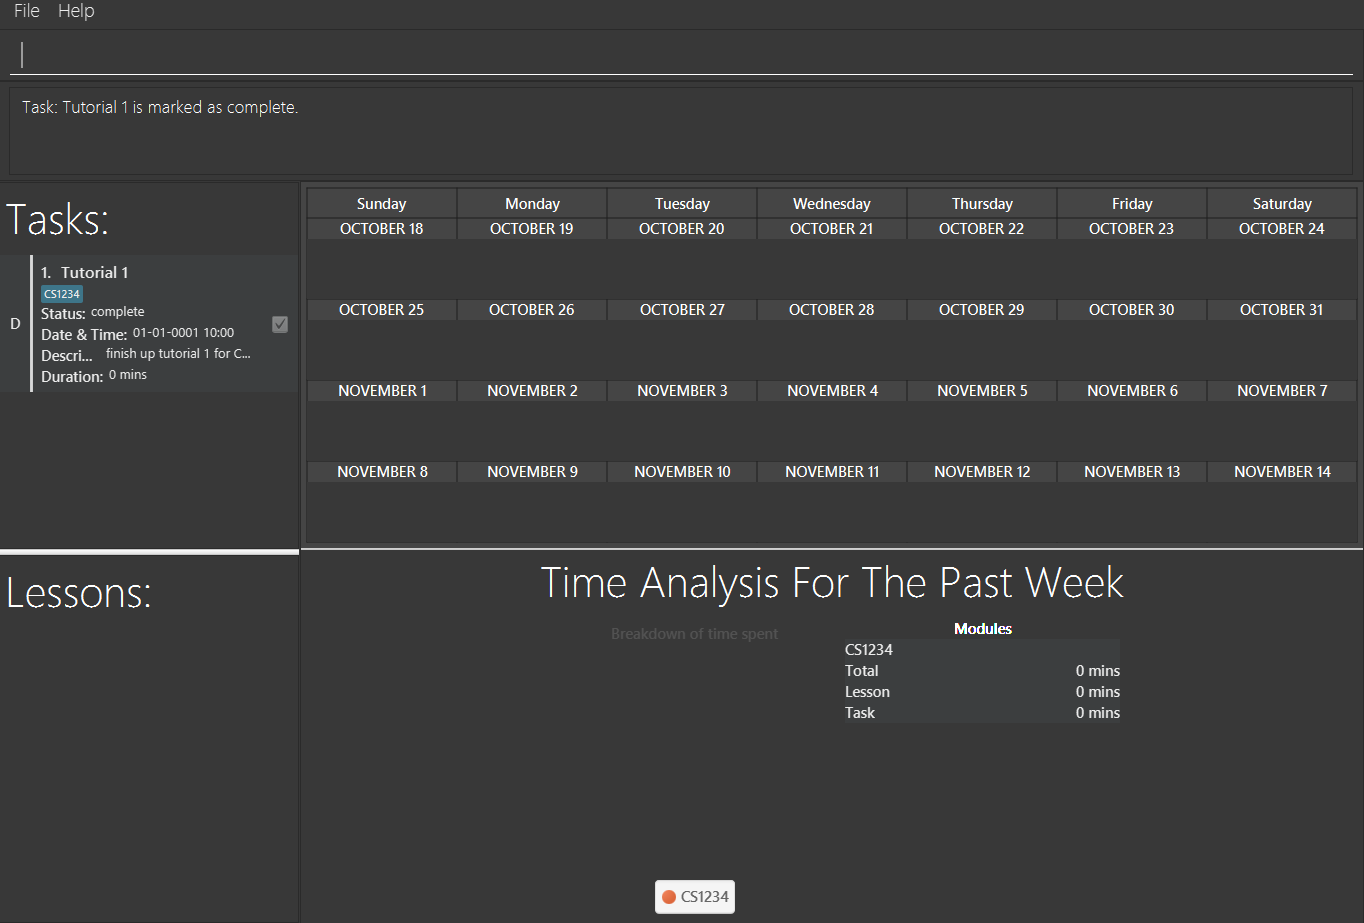 File Help
Task: Tutorial 1 is marked as complete.
Tasks:
D
1. Tutorial 1
CS1234
Status: complete
Date & Time: 01-01-0001 10:00
Descri... finish up tutorial 1 for C...
Duration: 0 mins
Sunday Monday Tuesday Wednesday Thursday Friday Saturday
OCTOBER 18 OCTOBER 19 OCTOBER 20 OCTOBER 21 OCTOBER 22 OCTOBER 23 OCTOBER 24
OCTOBER 25 OCTOBER 26 OCTOBER 27 OCTOBER 28 OCTOBER 29 OCTOBER 30 OCTOBER 31
NOVEMBER 1 NOVEMBER 2 NOVEMBER 3 NOVEMBER 4 NOVEMBER 5 NOVEMBER 6 NOVEMBER 7
NOVEMBER 8 NOVEMBER 9 NOVEMBER 10 NOVEMBER 11 NOVEMBER 12 NOVEMBER 13 NOVEMBER 14
Lessons:
Time Analysis For The Past Week
Breakdown of time spent
Modules
CS1234
Total 0 mins
Lesson 0 mins
Task 0 mins
CS1234